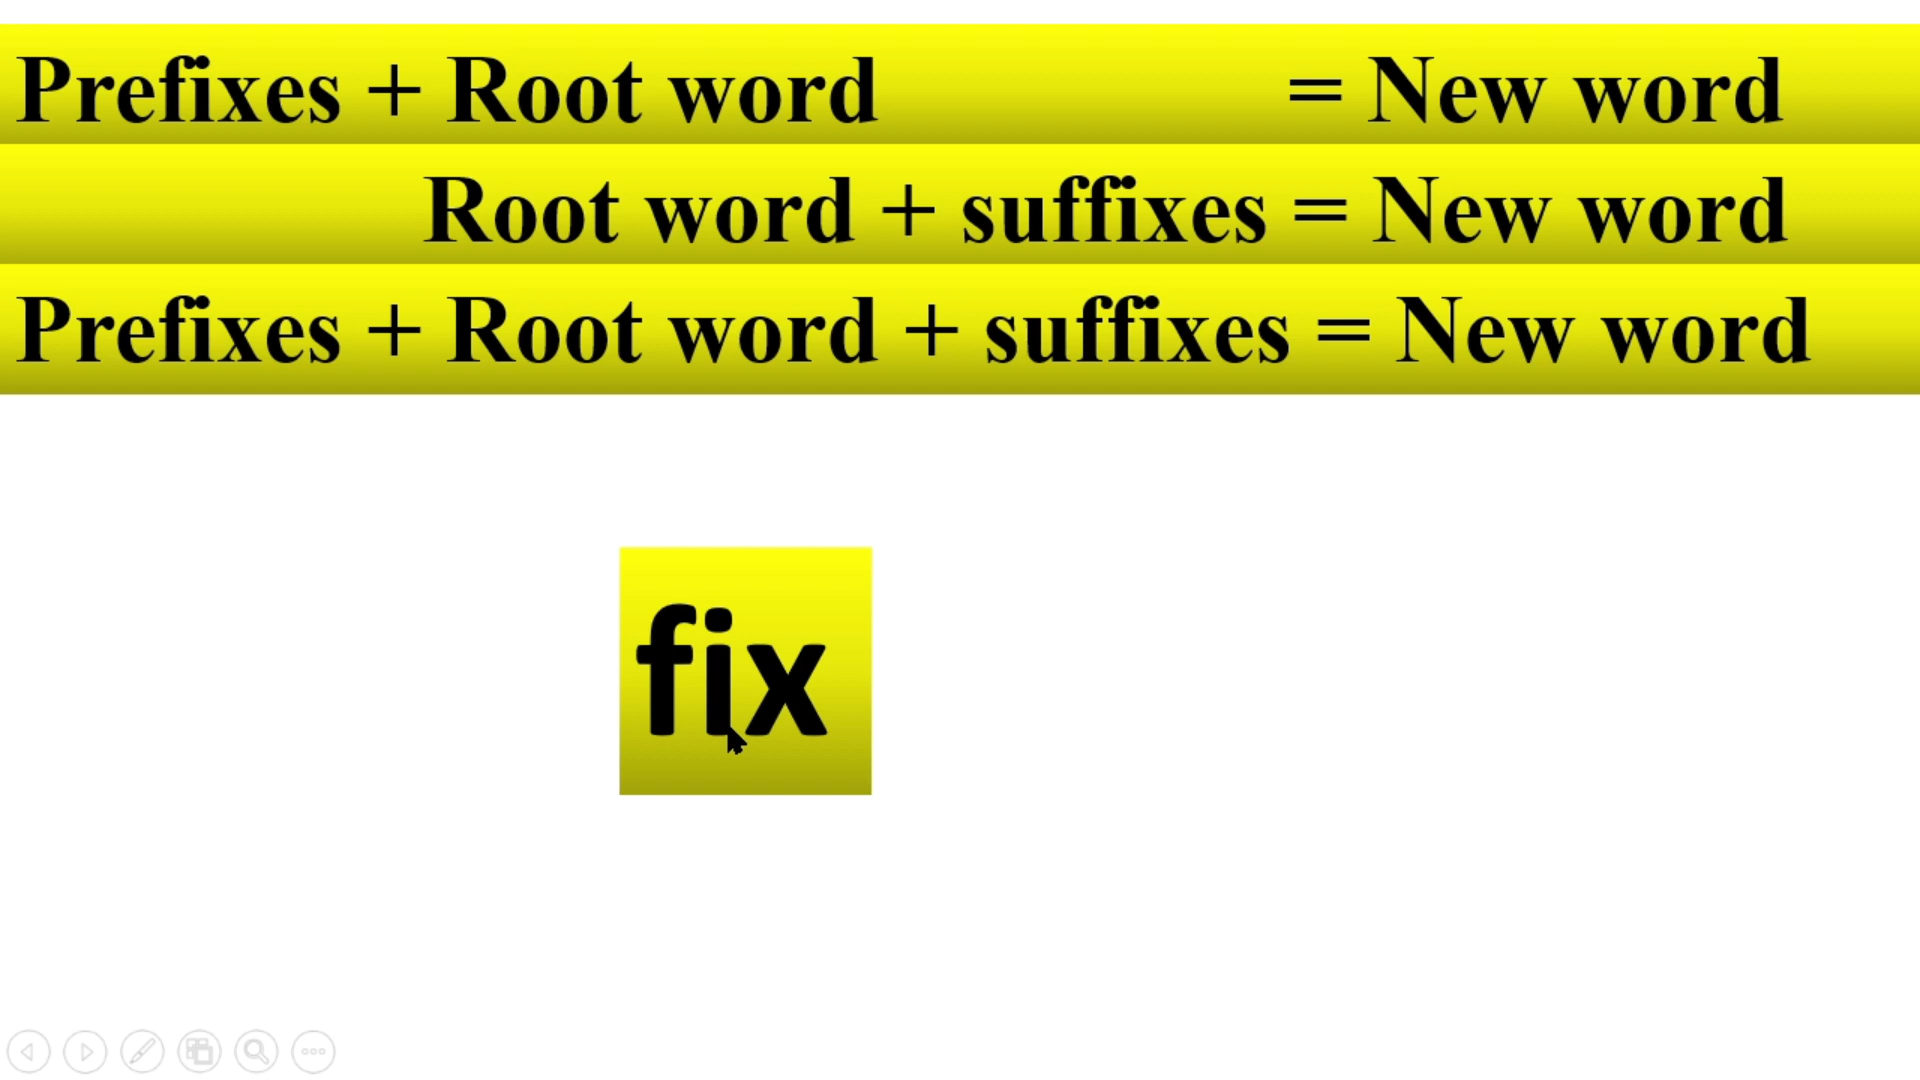 Prefixes + Root word = New word
Root word + suffixes = New word
Prefixes + Root word + suffixes = New word
fix